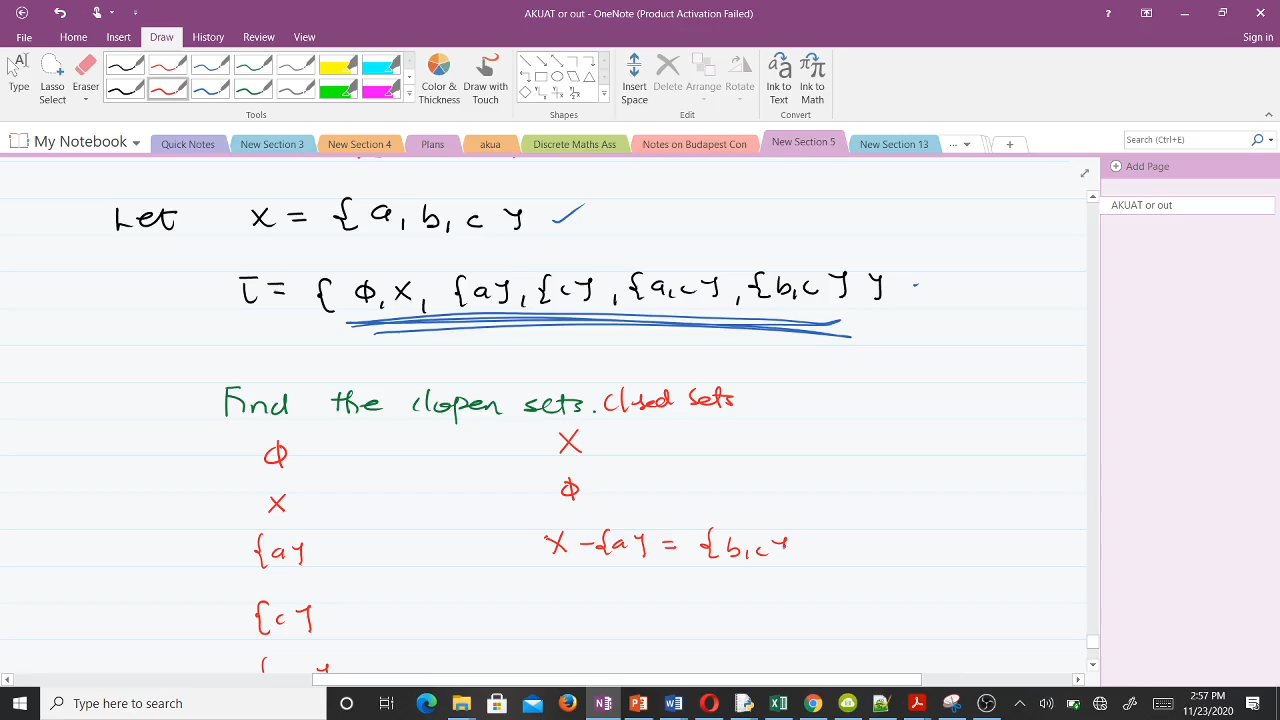 AKUAT or out - OneNote (Product Activation Failed)
File Home Insert Draw History Review View Sign in
Type Lasso Select Eraser Color & Thickness Draw with Touch Insert Space Delete Arrange Rotate Ink to Text Ink to Math
Tools Shapes Edit Convert
My Notebook Quick Notes New Section 3 New Section 4 Plans akua Discrete Maths Ass Notes on Budapest Con New Section 5 New Section 13 ... + Search (Ctrl+E)
Add Page
AKUAT or out
Let X = { a, b, c }
τ = { φ, X, {a}, {c}, {a,c}, {b,c} }
Find the clopen sets. Closed sets
φ X
X φ
{a} X - {a} = {b,c}
{c}
Type here to search
2:57 PM
11/23/2020